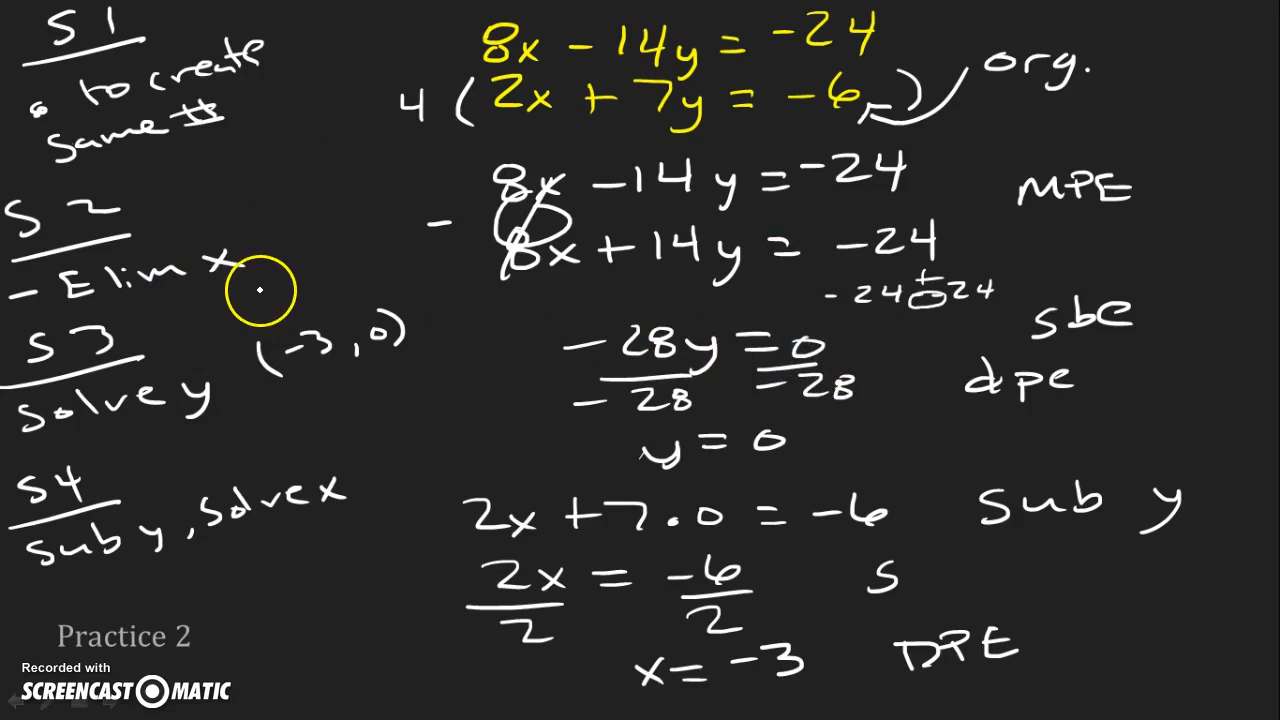 S1
• to create
same #
S2
- Elim x
S3
solve y
(-3, 0)
S4
sub y, solve x
8x - 14y = -24
4 (2x + 7y = -6) org.
8x - 14y = -24 MPE
- 8x + 14y = -24
-24 + 24
-28y = 0 sbe
-28 = -28 dpe
y = 0
2x + 7 • 0 = -6 sub y
2x = -6 S
2 2
x = -3 DPE
Practice 2
Recorded with
SCREENCAST MATIC